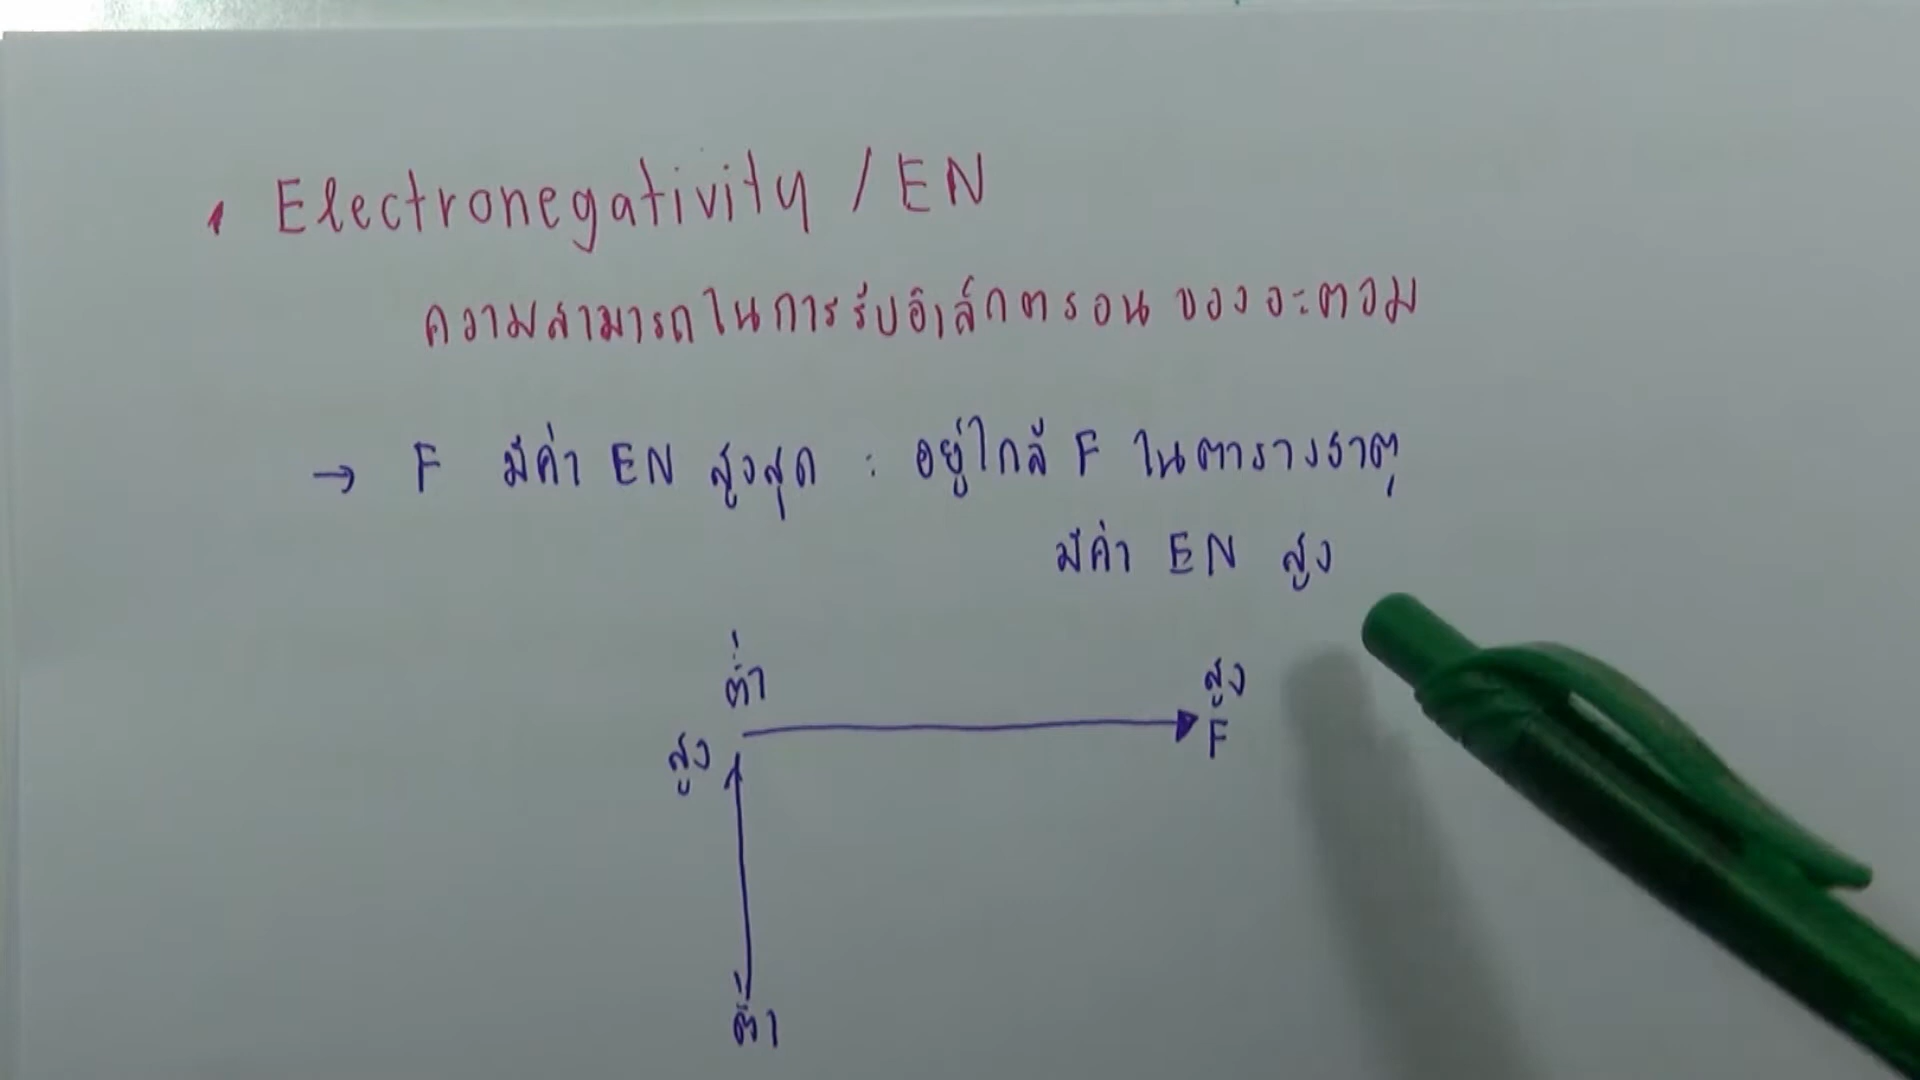 Electronegativity / EN
ความสามารถในการรับอิเล็กตรอนของอะตอม
→ F มีค่า EN สูงสุด : อยู่ใกล้ F ในตารางธาตุ
มีค่า EN สูง
ต่ำ สูง
สูง F
ต่ำ